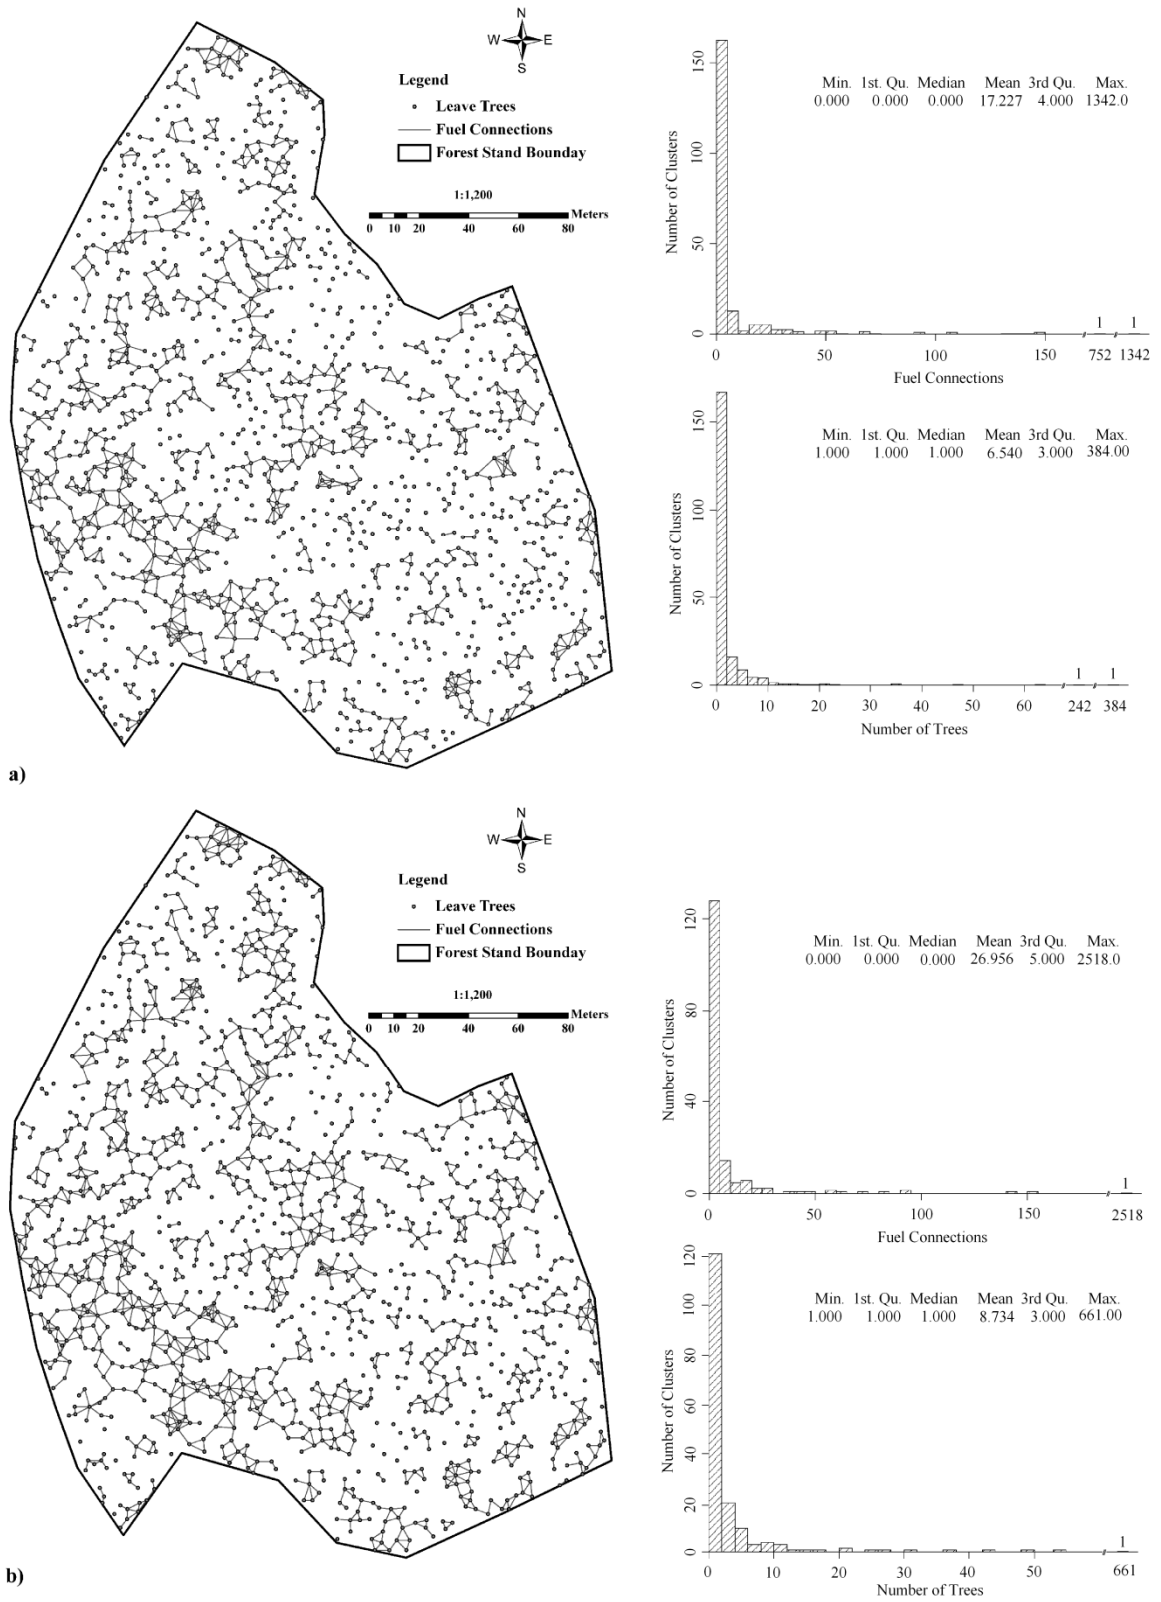 N
W E
S
Legend
Leave Trees
Fuel Connections
Forest Stand Bounday
1:1,200
0 10 20 40 60 80 Meters
Number of Clusters
150
100
50
0
Min. 1st. Qu. Median Mean 3rd Qu. Max.
0.000 0.000 0.000 17.227 4.000 1342.0
1 1
0 50 100 150 752 1342
Fuel Connections
Number of Clusters
150
100
50
0
Min. 1st. Qu. Median Mean 3rd Qu. Max.
1.000 1.000 1.000 6.540 3.000 384.00
1 1
0 10 20 30 40 50 60 242 384
Number of Trees
a)
N
W E
S
Legend
Leave Trees
Fuel Connections
Forest Stand Bounday
1:1,200
0 10 20 40 60 80 Meters
Number of Clusters
120
80
40
0
Min. 1st. Qu. Median Mean 3rd Qu. Max.
0.000 0.000 0.000 26.956 5.000 2518.0
1
0 50 100 150 2518
Fuel Connections
Number of Clusters
120
100
80
60
40
20
0
Min. 1st. Qu. Median Mean 3rd Qu. Max.
1.000 1.000 1.000 8.734 3.000 661.00
1
0 10 20 30 40 50 661
Number of Trees
b)